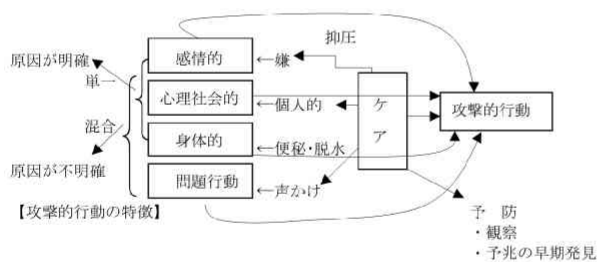 抑圧
原因が明確
感情的
←嫌
単一
心理社会的
←個人的
ケア
攻撃的行動
混合
身体的
←便秘・脱水
原因が不明確
問題行動
←声かけ
【攻撃的行動の特徴】
予 防
・観察
・予兆の早期発見